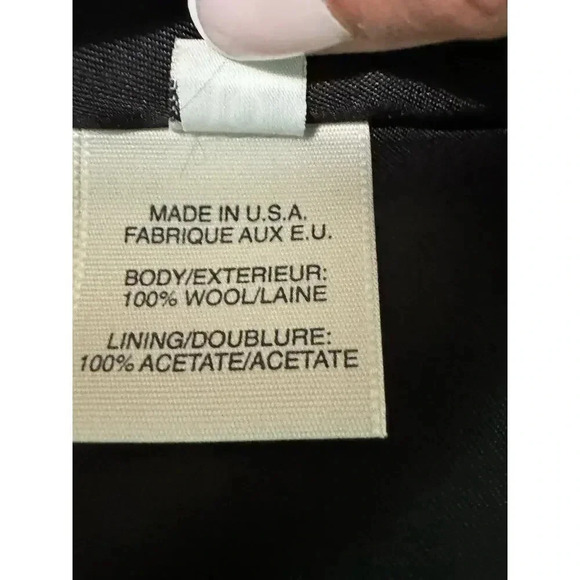 MADE IN U.S.A.
FABRIQUE AUX E.U.
BODY/EXTERIEUR:
100% WOOL/LAINE
LINING/DOUBLURE:
100% ACETATE/ACETATE